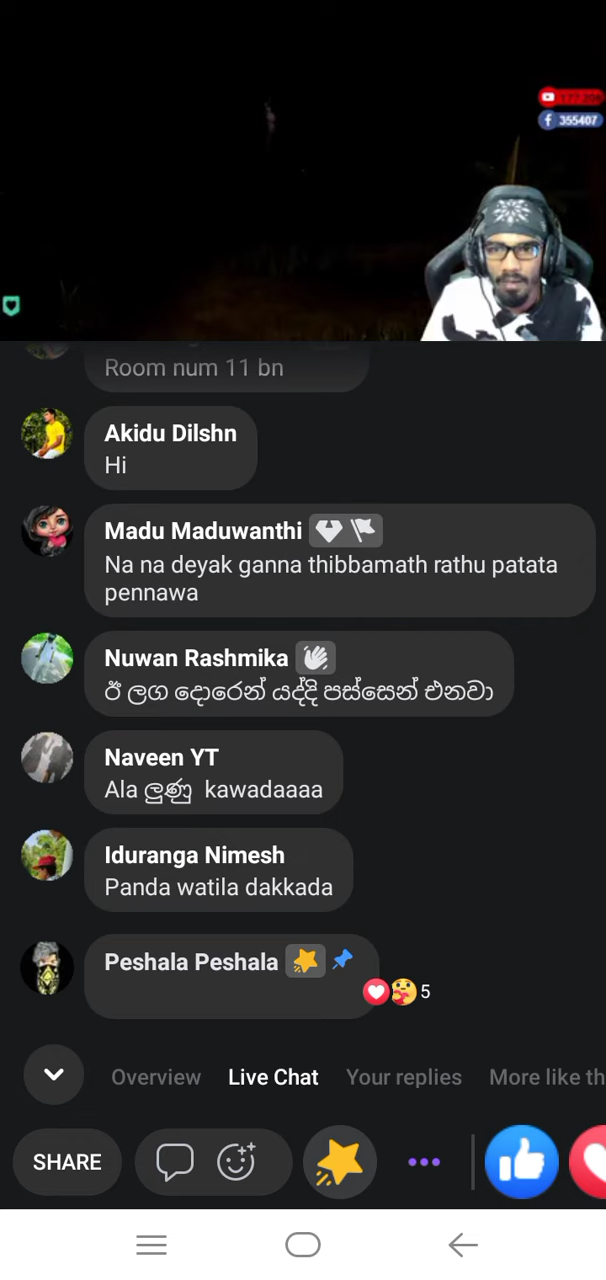 355407
Room num 11 bn
Akidu Dilshn
Hi
Madu Maduwanthi
Na na deyak ganna thibbamath rathu patata
pennawa
Nuwan Rashmika
ඊ ලග දොරෙන් යද්දි පස්සෙන් එනවා
Naveen YT
Ala ලුණු kawadaaaa
Iduranga Nimesh
Panda watila dakkada
Peshala Peshala
5
Overview Live Chat Your replies More like th
SHARE